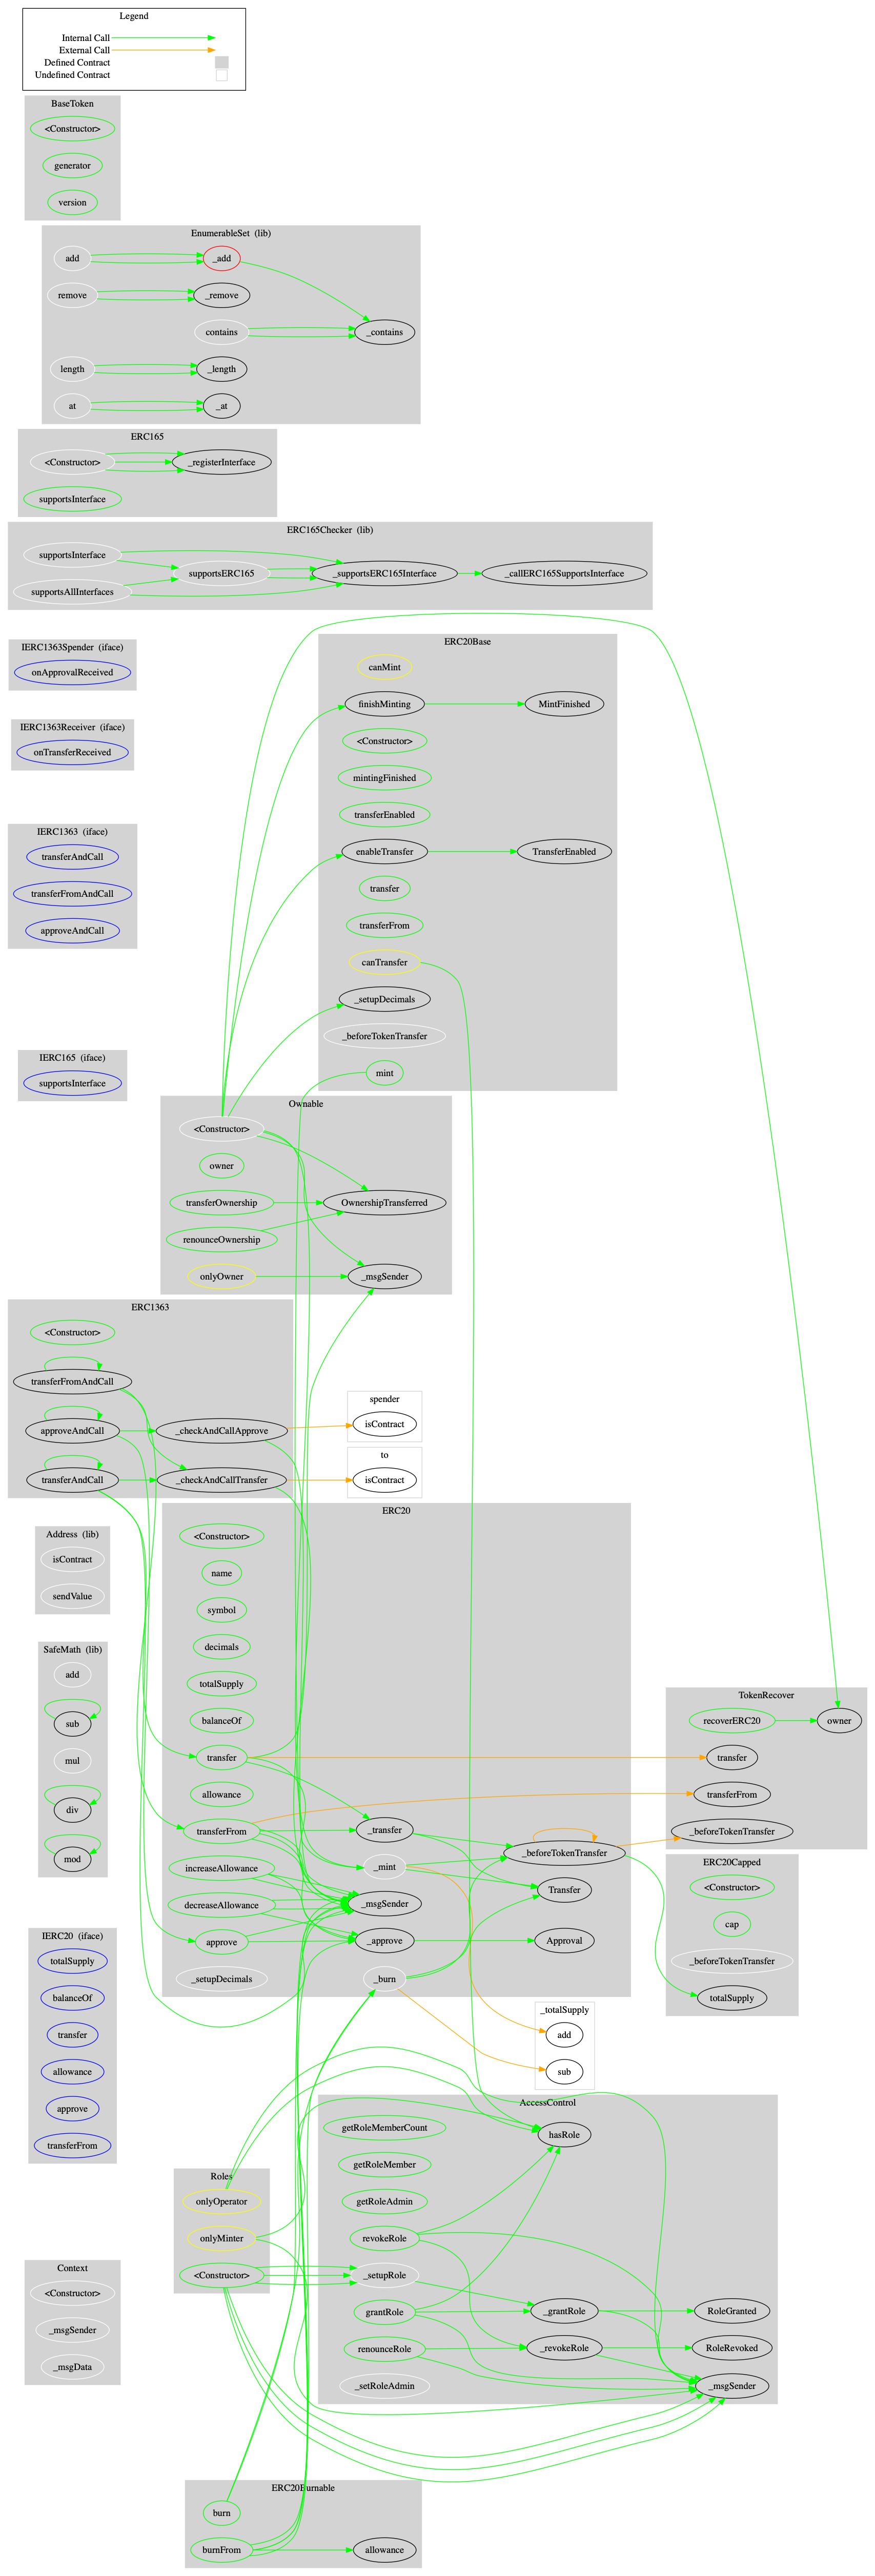 Legend
Internal Call
External Call
Defined Contract
Undefined Contract
BaseToken
<Constructor>
generator
version
EnumerableSet (lib)
add
_add
remove
_remove
contains
_contains
length
_length
at
_at
ERC165
<Constructor>
_registerInterface
supportsInterface
ERC165Checker (lib)
supportsInterface
supportsERC165
_supportsERC165Interface
_callERC165SupportsInterface
supportsAllInterfaces
IERC1363Spender (iface)
onApprovalReceived
IERC1363Receiver (iface)
onTransferReceived
IERC1363 (iface)
transferAndCall
transferFromAndCall
approveAndCall
IERC165 (iface)
supportsInterface
ERC20Base
canMint
finishMinting
MintFinished
<Constructor>
mintingFinished
transferEnabled
enableTransfer
TransferEnabled
transfer
transferFrom
canTransfer
_setupDecimals
_beforeTokenTransfer
mint
Ownable
<Constructor>
owner
transferOwnership
OwnershipTransferred
renounceOwnership
onlyOwner
_msgSender
ERC1363
<Constructor>
transferFromAndCall
approveAndCall
_checkAndCallApprove
transferAndCall
_checkAndCallTransfer
spender
isContract
to
isContract
Address (lib)
isContract
sendValue
SafeMath (lib)
add
sub
mul
div
mod
IERC20 (iface)
totalSupply
balanceOf
transfer
allowance
approve
transferFrom
Context
<Constructor>
_msgSender
_msgData
ERC20
<Constructor>
name
symbol
decimals
totalSupply
balanceOf
transfer
allowance
transferFrom
_transfer
_beforeTokenTransfer
increaseAllowance
_mint
Transfer
decreaseAllowance
_msgSender
approve
_approve
Approval
_setupDecimals
_burn
TokenRecover
recoverERC20
owner
transfer
transferFrom
_beforeTokenTransfer
ERC20Capped
<Constructor>
cap
_beforeTokenTransfer
totalSupply
_totalSupply
add
sub
Roles
onlyOperator
onlyMinter
<Constructor>
AccessControl
getRoleMemberCount
hasRole
getRoleMember
getRoleAdmin
revokeRole
_setupRole
grantRole
_grantRole
RoleGranted
renounceRole
_revokeRole
RoleRevoked
_setRoleAdmin
_msgSender
ERC20Burnable
burn
burnFrom
allowance